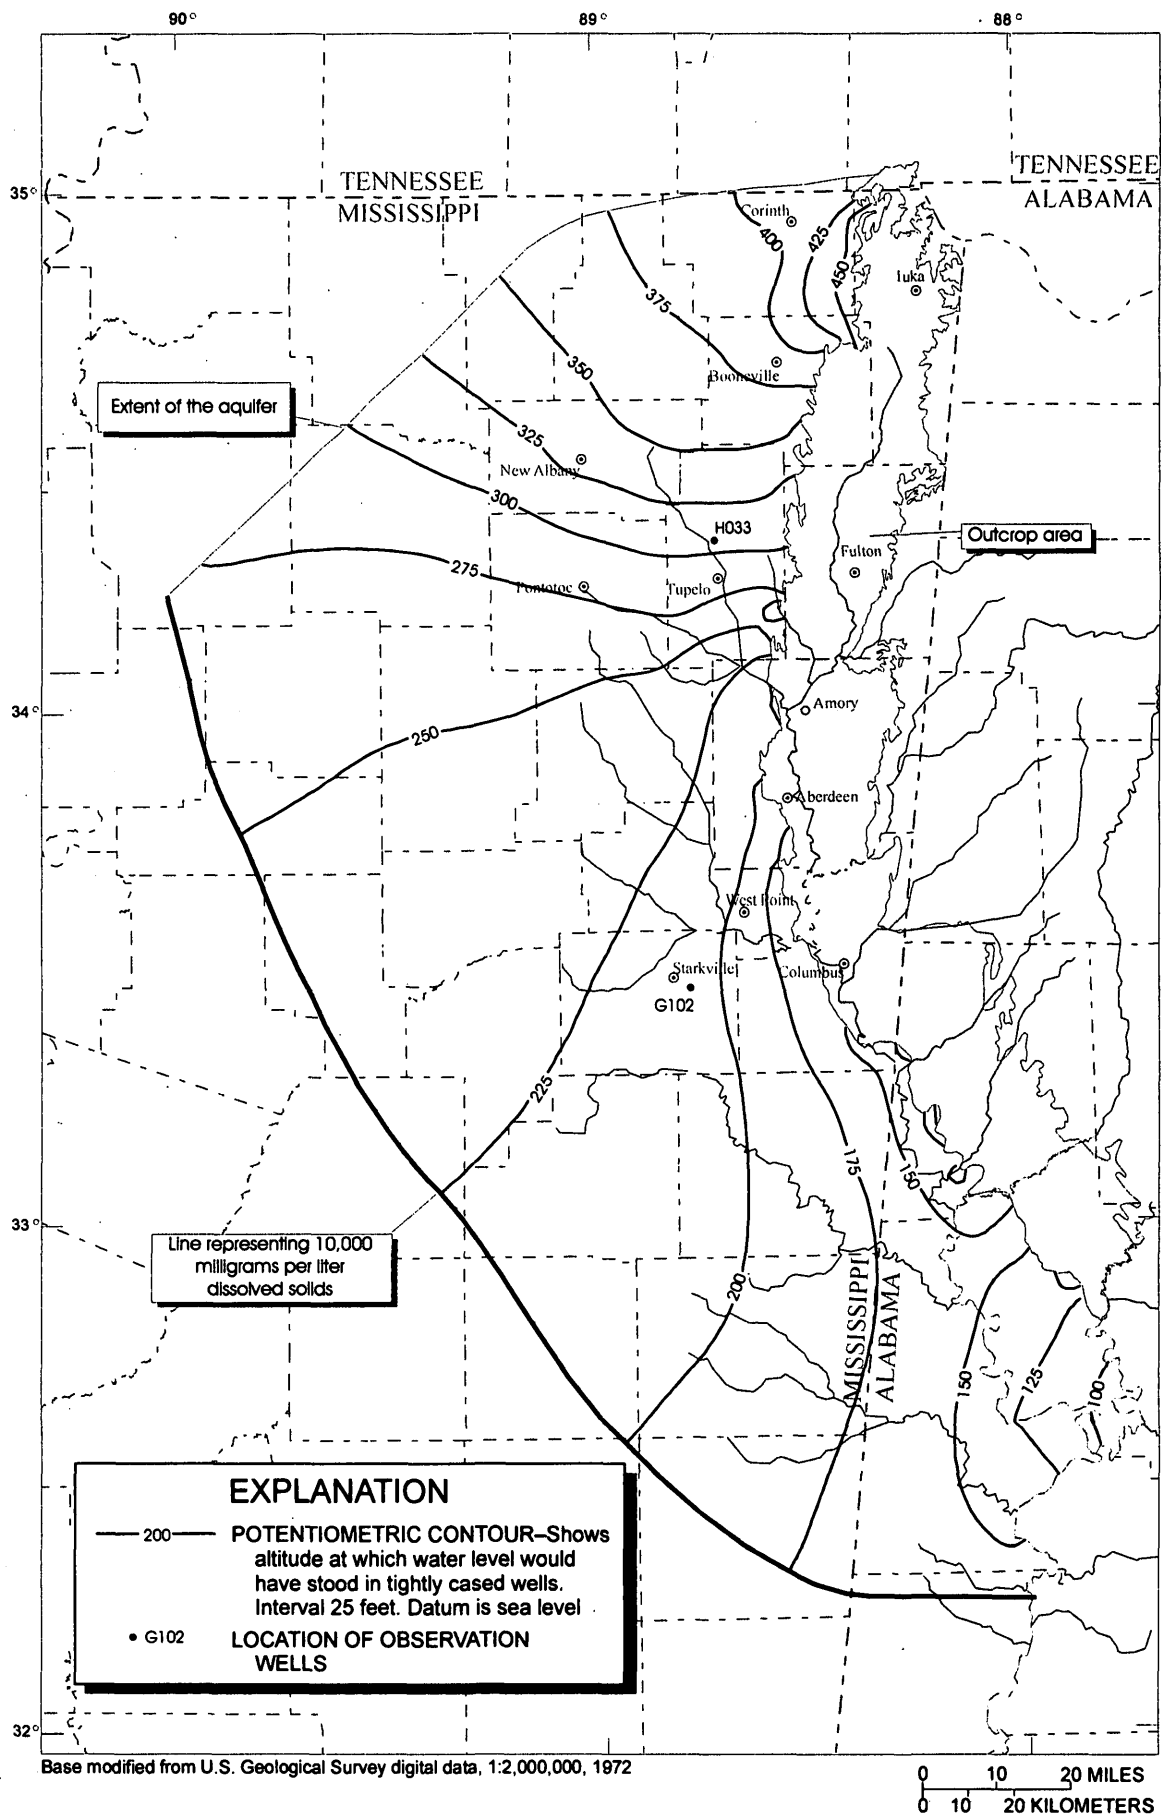 90° 89° 88°
35°
TENNESSEE
MISSISSIPPI
TENNESSEE
ALABAMA
Corinth
400
425
450
Iuka
375
350
Booneville
Extent of the aquifer
325
New Albany
300
H033
Outcrop area
Fulton
275
Pontotoc
Tupelo
34°
250
Amory
Aberdeen
West Point
Starkville
Columbus
G102
225
175
150
33°
Line representing 10,000
milligrams per liter
dissolved solids
200
MISSISSIPPI
ALABAMA
150
125
100
EXPLANATION
200 POTENTIOMETRIC CONTOUR–Shows
altitude at which water level would
have stood in tightly cased wells.
Interval 25 feet. Datum is sea level
G102 LOCATION OF OBSERVATION
WELLS
32°
Base modified from U.S. Geological Survey digital data, 1:2,000,000, 1972
0 10 20 MILES
0 10 20 KILOMETERS